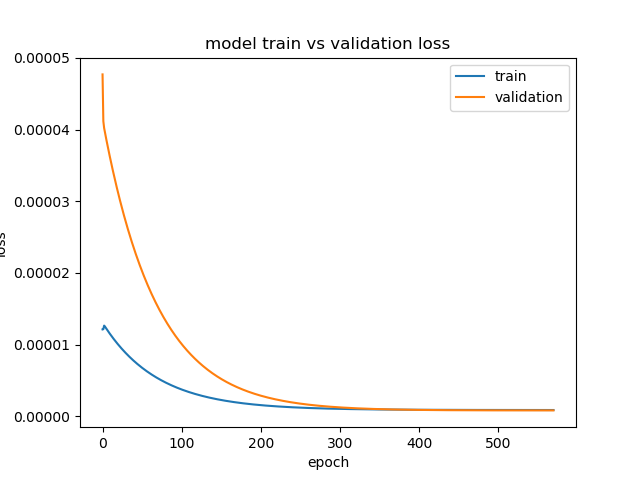 model train vs validation loss
0.00005
0.00004
0.00003
0.00002
0.00001
0.00000
loss
train
validation
0 100 200 300 400 500
epoch